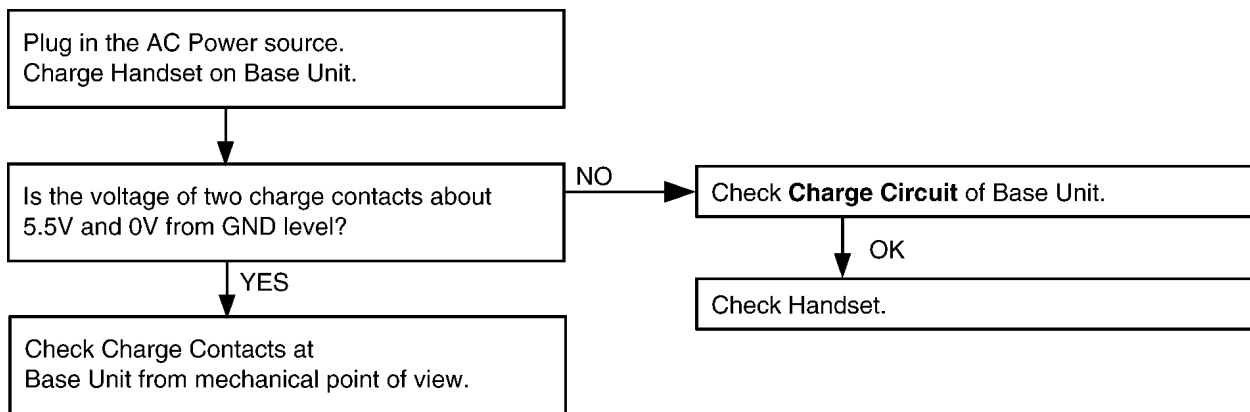 Plug in the AC Power source.
Charge Handset on Base Unit.
Is the voltage of two charge contacts about
5.5V and 0V from GND level?
NO
Check Charge Circuit of Base Unit.
OK
Check Handset.
YES
Check Charge Contacts at
Base Unit from mechanical point of view.